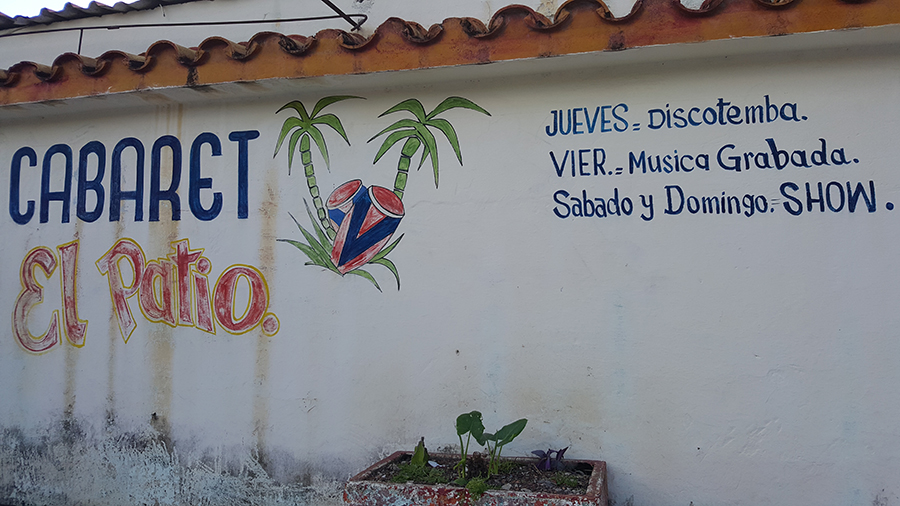 CABARET
El Patio.
JUEVES= DIscotemba.
VIER.= Musica Grabada.
Sabado y Domingo.= SHOW.